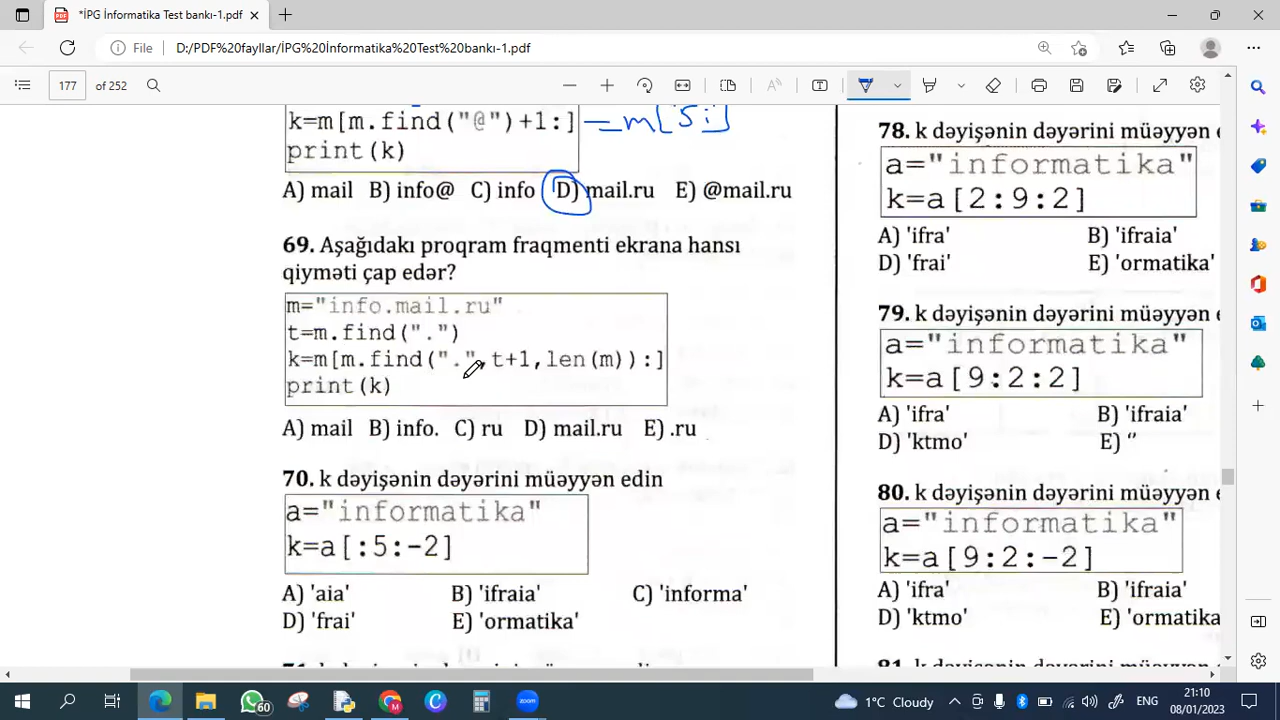 *İPG İnformatika Test bankı-1.pdf
File
D:/PDF%20fayllar/İPG%20İnformatika%20Test%20bankı-1.pdf
177
of 252
k=m[m.find("@")+1:]
=m[5:]
print(k)
A) mail B) info@ C) info D) mail.ru E) @mail.ru
69. Aşağıdakı proqram fraqmenti ekrana hansı
qiyməti çap edər?
m="info.mail.ru"
t=m.find(".")
k=m[m.find(".",t+1,len(m)):]
print(k)
A) mail B) info. C) ru D) mail.ru E) .ru
70. k dəyişənin dəyərini müəyyən edin
a="informatika"
k=a[:5:-2]
A) 'aia' B) 'ifraia' C) 'informa'
D) 'frai' E) 'ormatika'
78. k dəyişənin dəyərini müəyyən e
a="informatika"
k=a[2:9:2]
A) 'ifra' B) 'ifraia'
D) 'frai' E) 'ormatika
79. k dəyişənin dəyərini müəyyən e
a="informatika"
k=a[9:2:2]
A) 'ifra' B) 'ifraia'
D) 'ktmo' E) ''
80. k dəyişənin dəyərini müəyyən e
a="informatika"
k=a[9:2:-2]
A) 'ifra' B) 'ifraia'
D) 'ktmo' E) 'ormatika
60
zoom
1°C Cloudy
ENG
21:10
08/01/2023